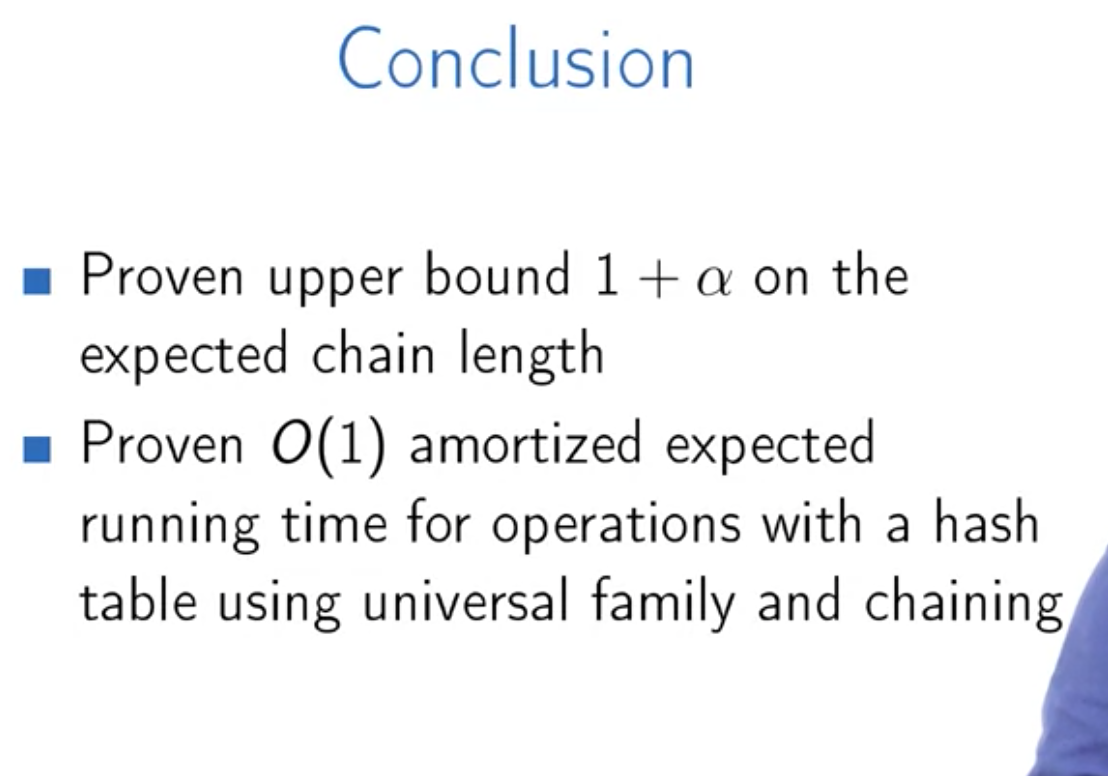 Conclusion
Proven upper bound 1 + α on the
expected chain length
Proven O(1) amortized expected
running time for operations with a hash
table using universal family and chaining